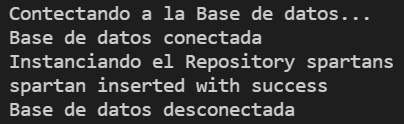 Contectando a la Base de datos...
Base de datos conectada
Instanciando el Repository spartans
spartan inserted with success
Base de datos desconectada